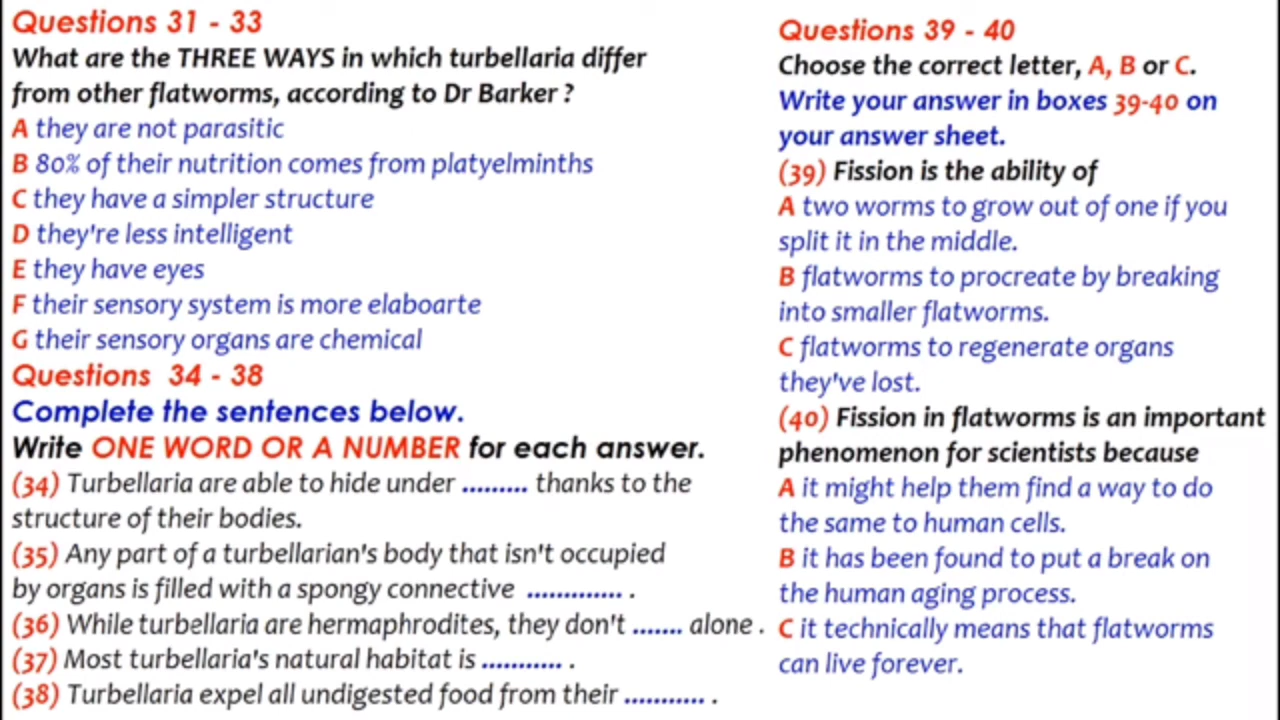 Questions 31 - 33
What are the THREE WAYS in which turbellaria differ
from other flatworms, according to Dr Barker ?
A they are not parasitic
B 80% of their nutrition comes from platyelminths
C they have a simpler structure
D they're less intelligent
E they have eyes
F their sensory system is more elaboarte
G their sensory organs are chemical
Questions 34 - 38
Complete the sentences below.
Write ONE WORD OR A NUMBER for each answer.
(34) Turbellaria are able to hide under ......... thanks to the
structure of their bodies.
(35) Any part of a turbellarian's body that isn't occupied
by organs is filled with a spongy connective ............. .
(36) While turbellaria are hermaphrodites, they don't ....... alone .
(37) Most turbellaria's natural habitat is ........... .
(38) Turbellaria expel all undigested food from their ........... .
Questions 39 - 40
Choose the correct letter, A, B or C.
Write your answer in boxes 39-40 on
your answer sheet.
(39) Fission is the ability of
A two worms to grow out of one if you
split it in the middle.
B flatworms to procreate by breaking
into smaller flatworms.
C flatworms to regenerate organs
they've lost.
(40) Fission in flatworms is an important
phenomenon for scientists because
A it might help them find a way to do
the same to human cells.
B it has been found to put a break on
the human aging process.
C it technically means that flatworms
can live forever.